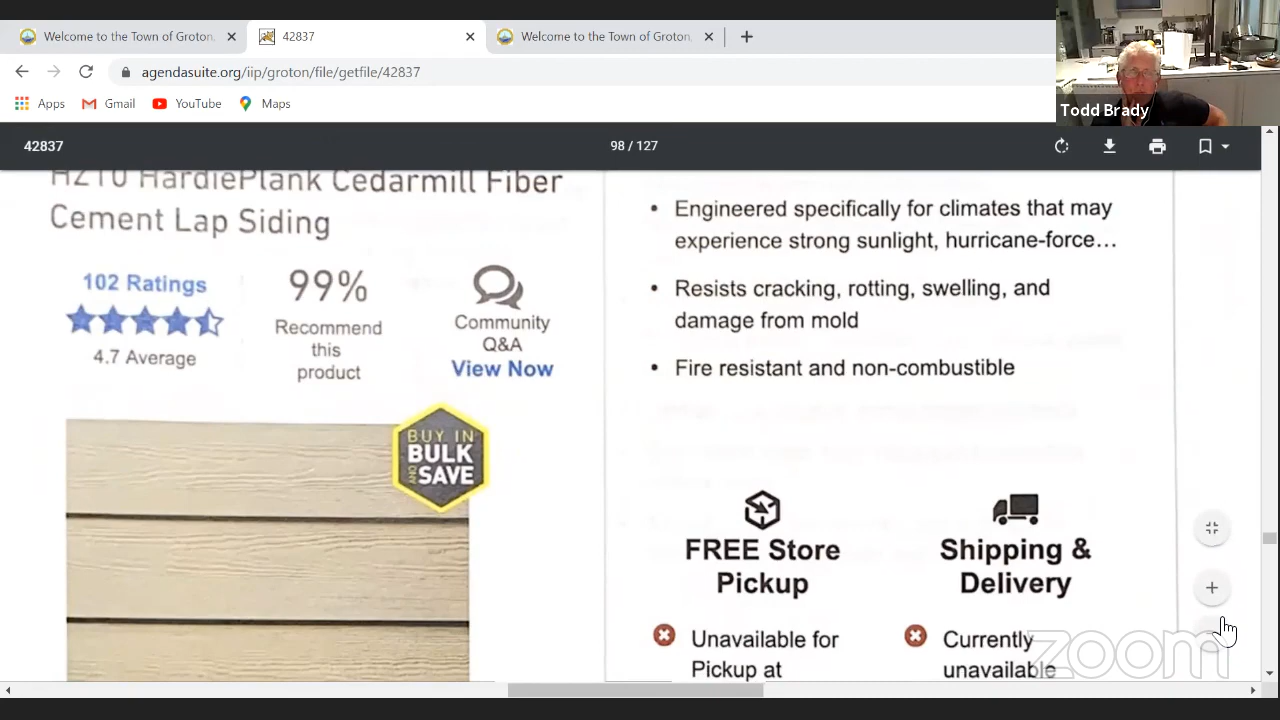 Welcome to the Town of Groton,
42837
Welcome to the Town of Groton,
agendasuite.org/iip/groton/file/getfile/42837
Apps
Gmail
YouTube
Maps
Todd Brady
42837
98 / 127
HZ10 HardiePlank Cedarmill Fiber
Cement Lap Siding
102 Ratings
4.7 Average
99%
Recommend
this
product
Community
Q&A
View Now
BUY IN
BULK
AND SAVE
• Engineered specifically for climates that may
experience strong sunlight, hurricane-force…
• Resists cracking, rotting, swelling, and
damage from mold
• Fire resistant and non-combustible
FREE Store
Pickup
Unavailable for
Pickup at
Shipping &
Delivery
Currently
unavailable
zoom